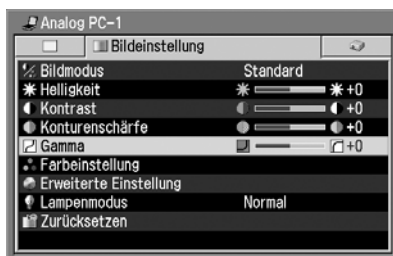 Analog PC-1
Bildeinstellung
Bildmodus Standard
Helligkeit +0
Kontrast +0
Konturenschärfe +0
Gamma +0
Farbeinstellung
Erweiterte Einstellung
Lampenmodus Normal
Zurücksetzen